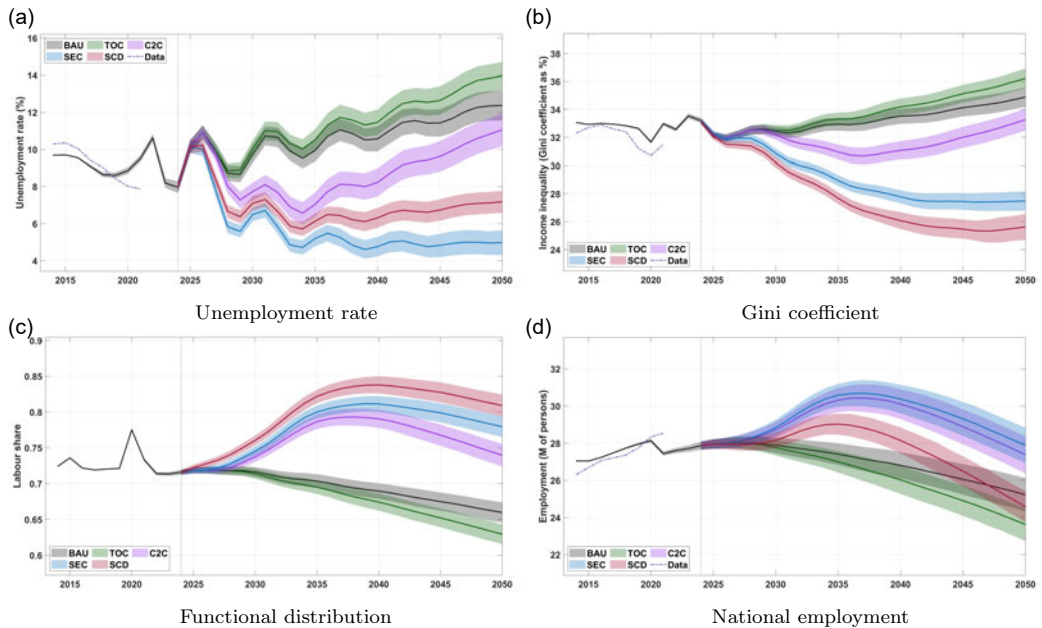 (a)
Unemployment rate (%)
16
14
12
10
8
6
4
BAU TOC C2C
SEC SCD Data
2015 2020 2025 2030 2035 2040 2045 2050
Unemployment rate
(b)
Income inequality (Gini coefficient as %)
38
36
34
32
30
28
26
24
BAU TOC C2C
SEC SCD Data
2015 2020 2025 2030 2035 2040 2045 2050
Gini coefficient
(c)
Labour share
0.9
0.85
0.8
0.75
0.7
0.65
0.6
BAU TOC C2C
SEC SCD
2015 2020 2025 2030 2035 2040 2045 2050
Functional distribution
(d)
Employment (M of persons)
32
30
28
26
24
22
BAU TOC C2C
SEC SCD Data
2015 2020 2025 2030 2035 2040 2045 2050
National employment